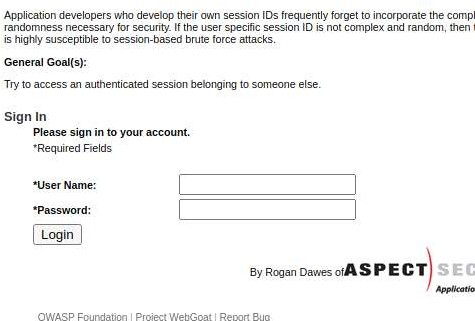 Application developers who develop their own session IDs frequently forget to incorporate the
randomness necessary for security. If the user specific session ID is not complex and random, then
is highly susceptible to session-based brute force attacks.
General Goal(s):
Try to access an authenticated session belonging to someone else.
Sign In
Please sign in to your account.
*Required Fields
*User Name:
*Password:
Login
By Rogan Dawes of ASPECT SEC
Applicatio
OWASP Foundation | Project WebGoat | Report Bug